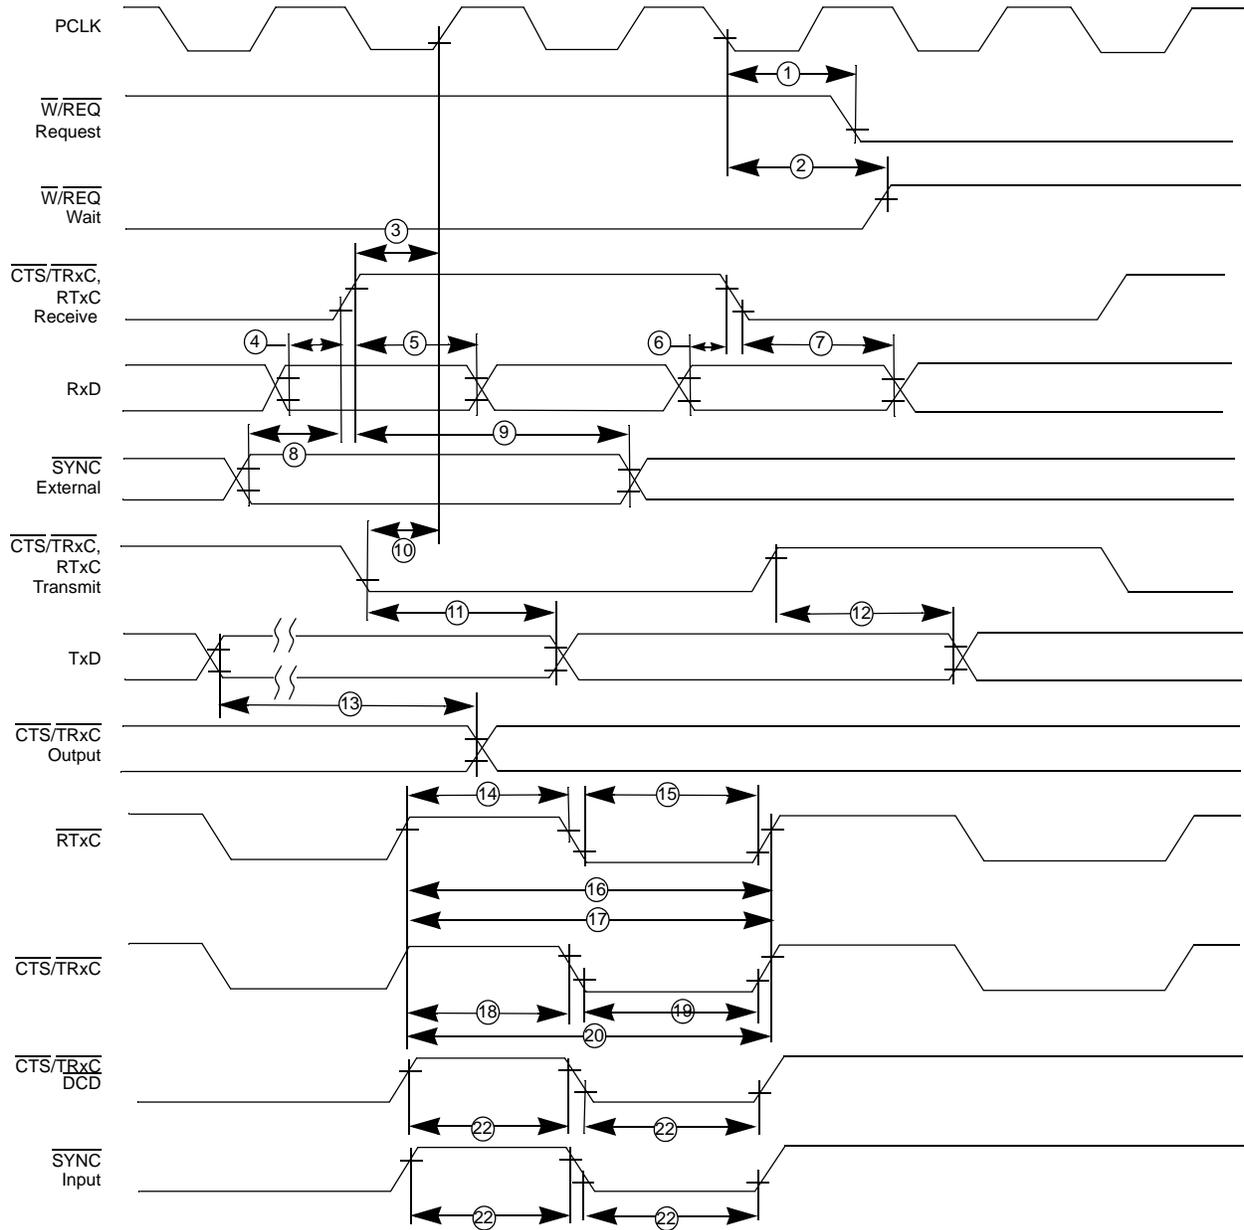 PCLK
1
W/REQ
Request
2
W/REQ
Wait
3
CTS/TRxC,
RTxC
Receive
4
5
6
7
RxD
8
9
SYNC
External
10
CTS/TRxC,
RTxC
Transmit
11
12
TxD
13
CTS/TRxC
Output
14
15
RTxC
16
17
CTS/TRxC
18
19
20
CTS/TRxC
DCD
22
22
SYNC
Input
22
22